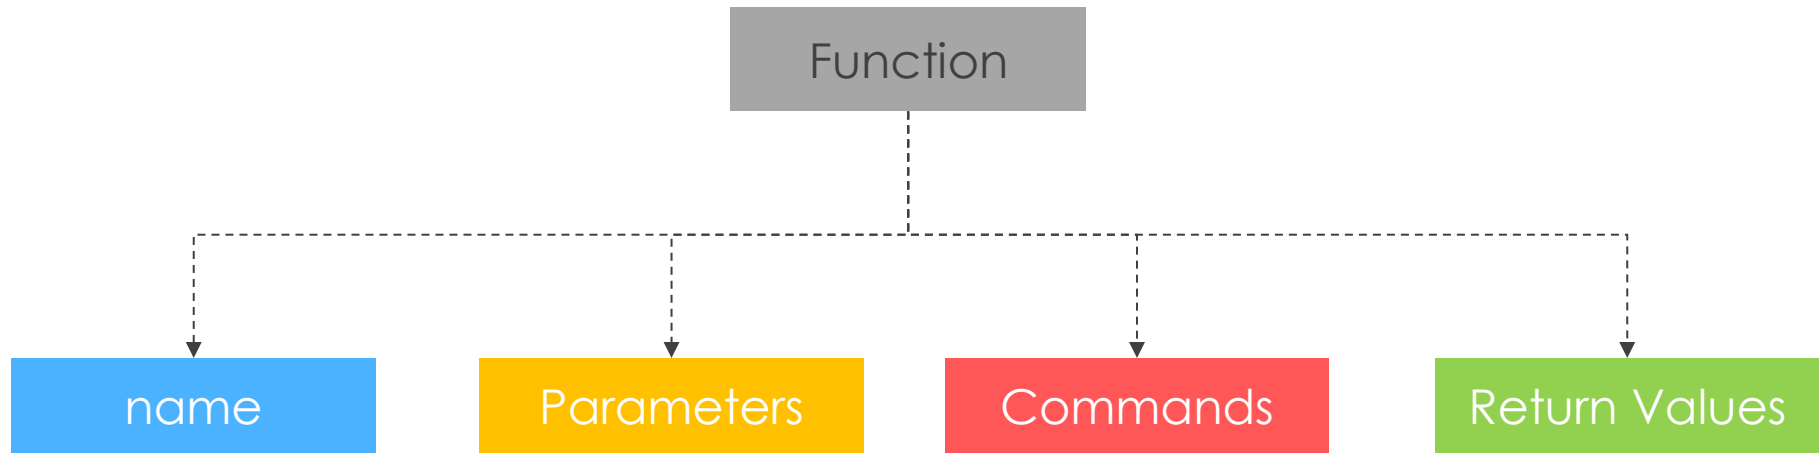 Function
name
Parameters
Commands
Return Values